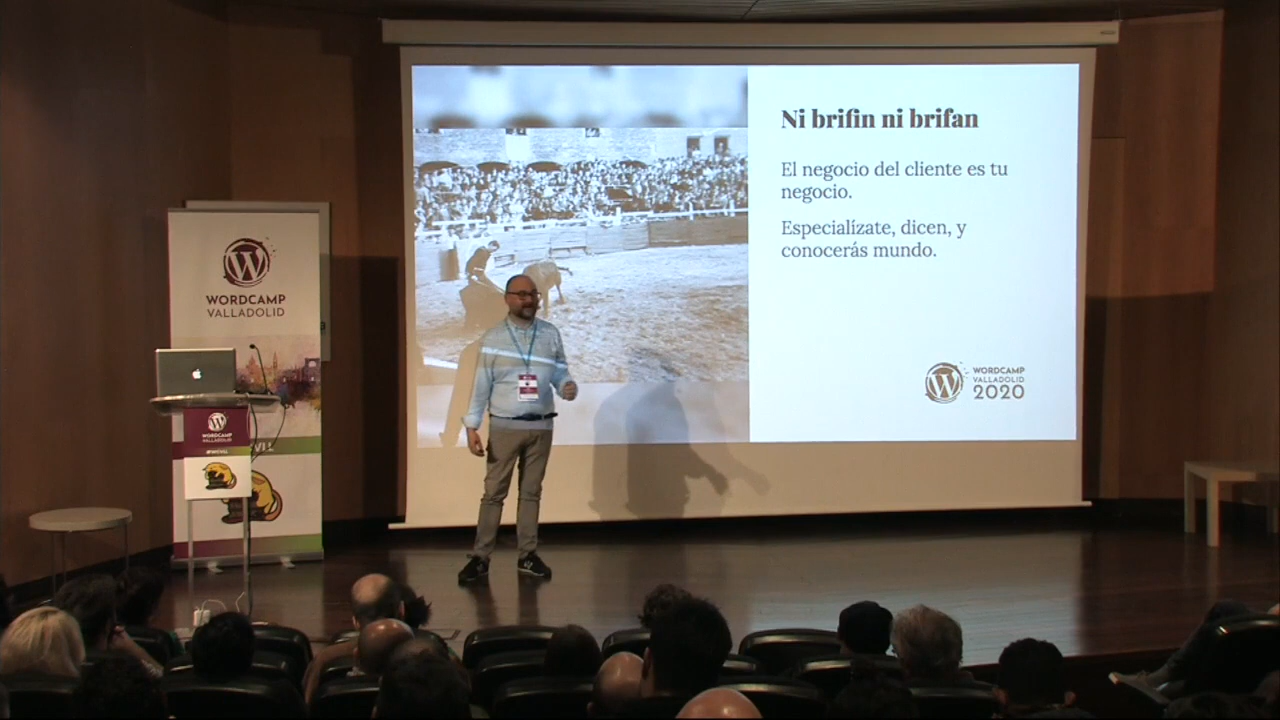 Ni brifin ni brifan
El negocio del cliente es tu
negocio.
Especialízate, dicen, y
conocerás mundo.
WORDCAMP
VALLADOLID
2020
WORDCAMP
VALLADOLID
WORDCAMP
VALLADOLID
#WCVLL
VLL